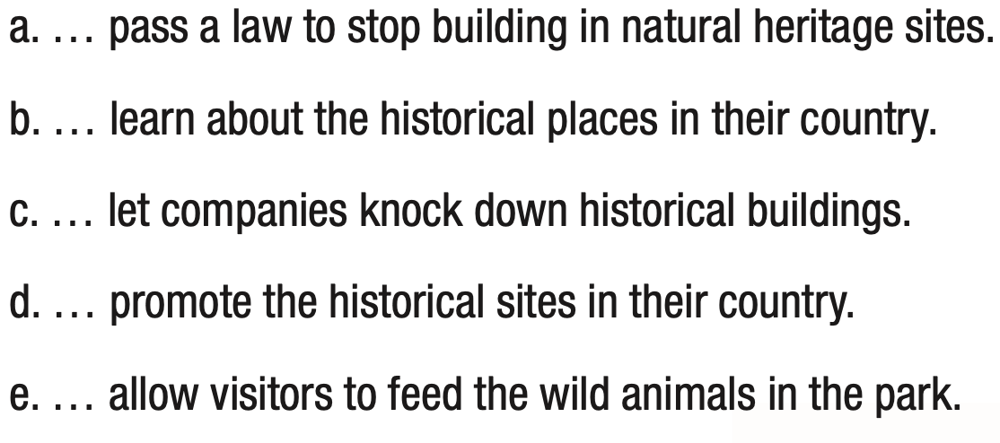 a. ... pass a law to stop building in natural heritage sites.
b. ... learn about the historical places in their country.
c. ... let companies knock down historical buildings.
d. ... promote the historical sites in their country.
e. ... allow visitors to feed the wild animals in the park.